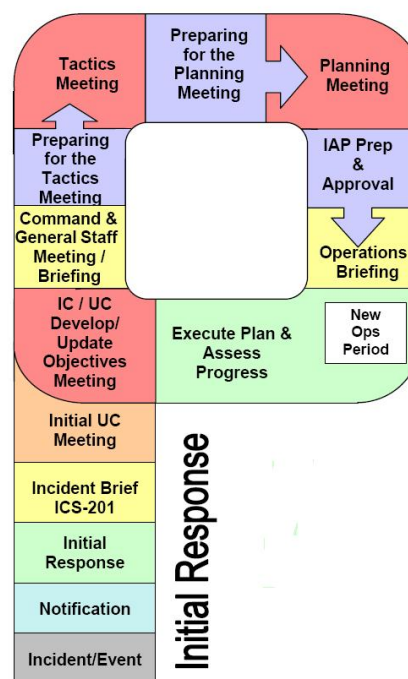 Tactics
Meeting
Preparing
for the
Planning
Meeting
Planning
Meeting
Preparing
for the
Tactics
Meeting
IAP Prep
&
Approval
Command &
General Staff
Meeting /
Briefing
Operations
Briefing
IC / UC
Develop/
Update
Objectives
Meeting
Execute Plan &
Assess
Progress
New
Ops
Period
Initial UC
Meeting
Incident Brief
ICS-201
Initial
Response
Notification
Incident/Event
Initial Response